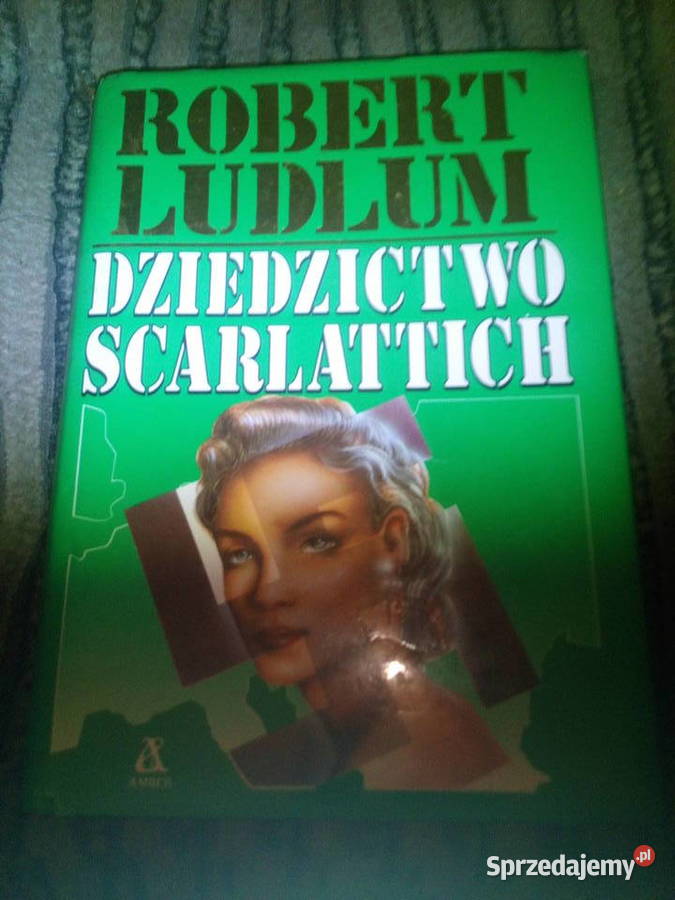 ROBERT
LUDLUM
DZIEDZICTWO
SCARLATTICH
AMBER
Sprzedajemy.pl